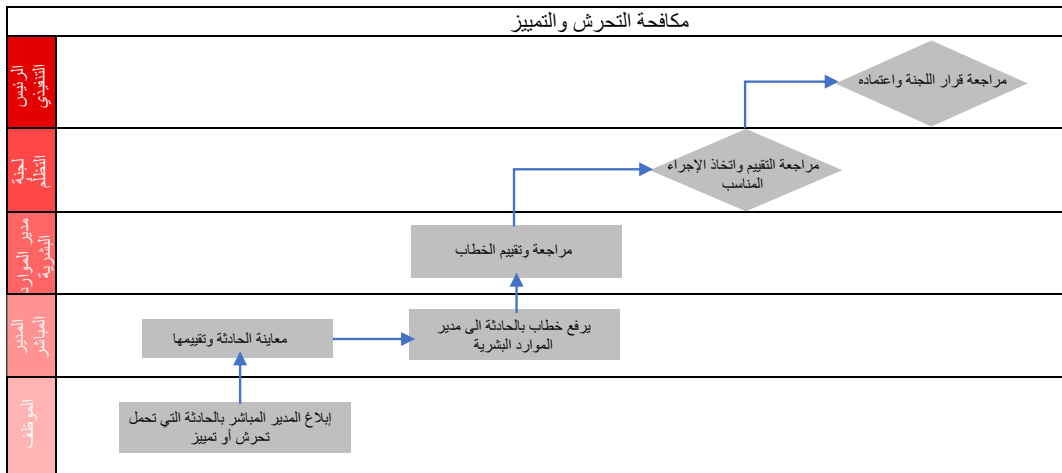 مكافحة التحرش والتمييز
الرئيس
التنفيذي
مراجعة قرار اللجنة واعتماده
لجنة
التظلم
مراجعة التقييم واتخاذ الإجراء
المناسب
مدير الموارد
البشرية
مراجعة وتقييم الخطاب
المدير
المباشر
معاينة الحادثة وتقييمها
يرفع خطاب بالحادثة الى مدير
الموارد البشرية
الموظف
إبلاغ المدير المباشر بالحادثة التي تحمل
تحرش أو تمييز